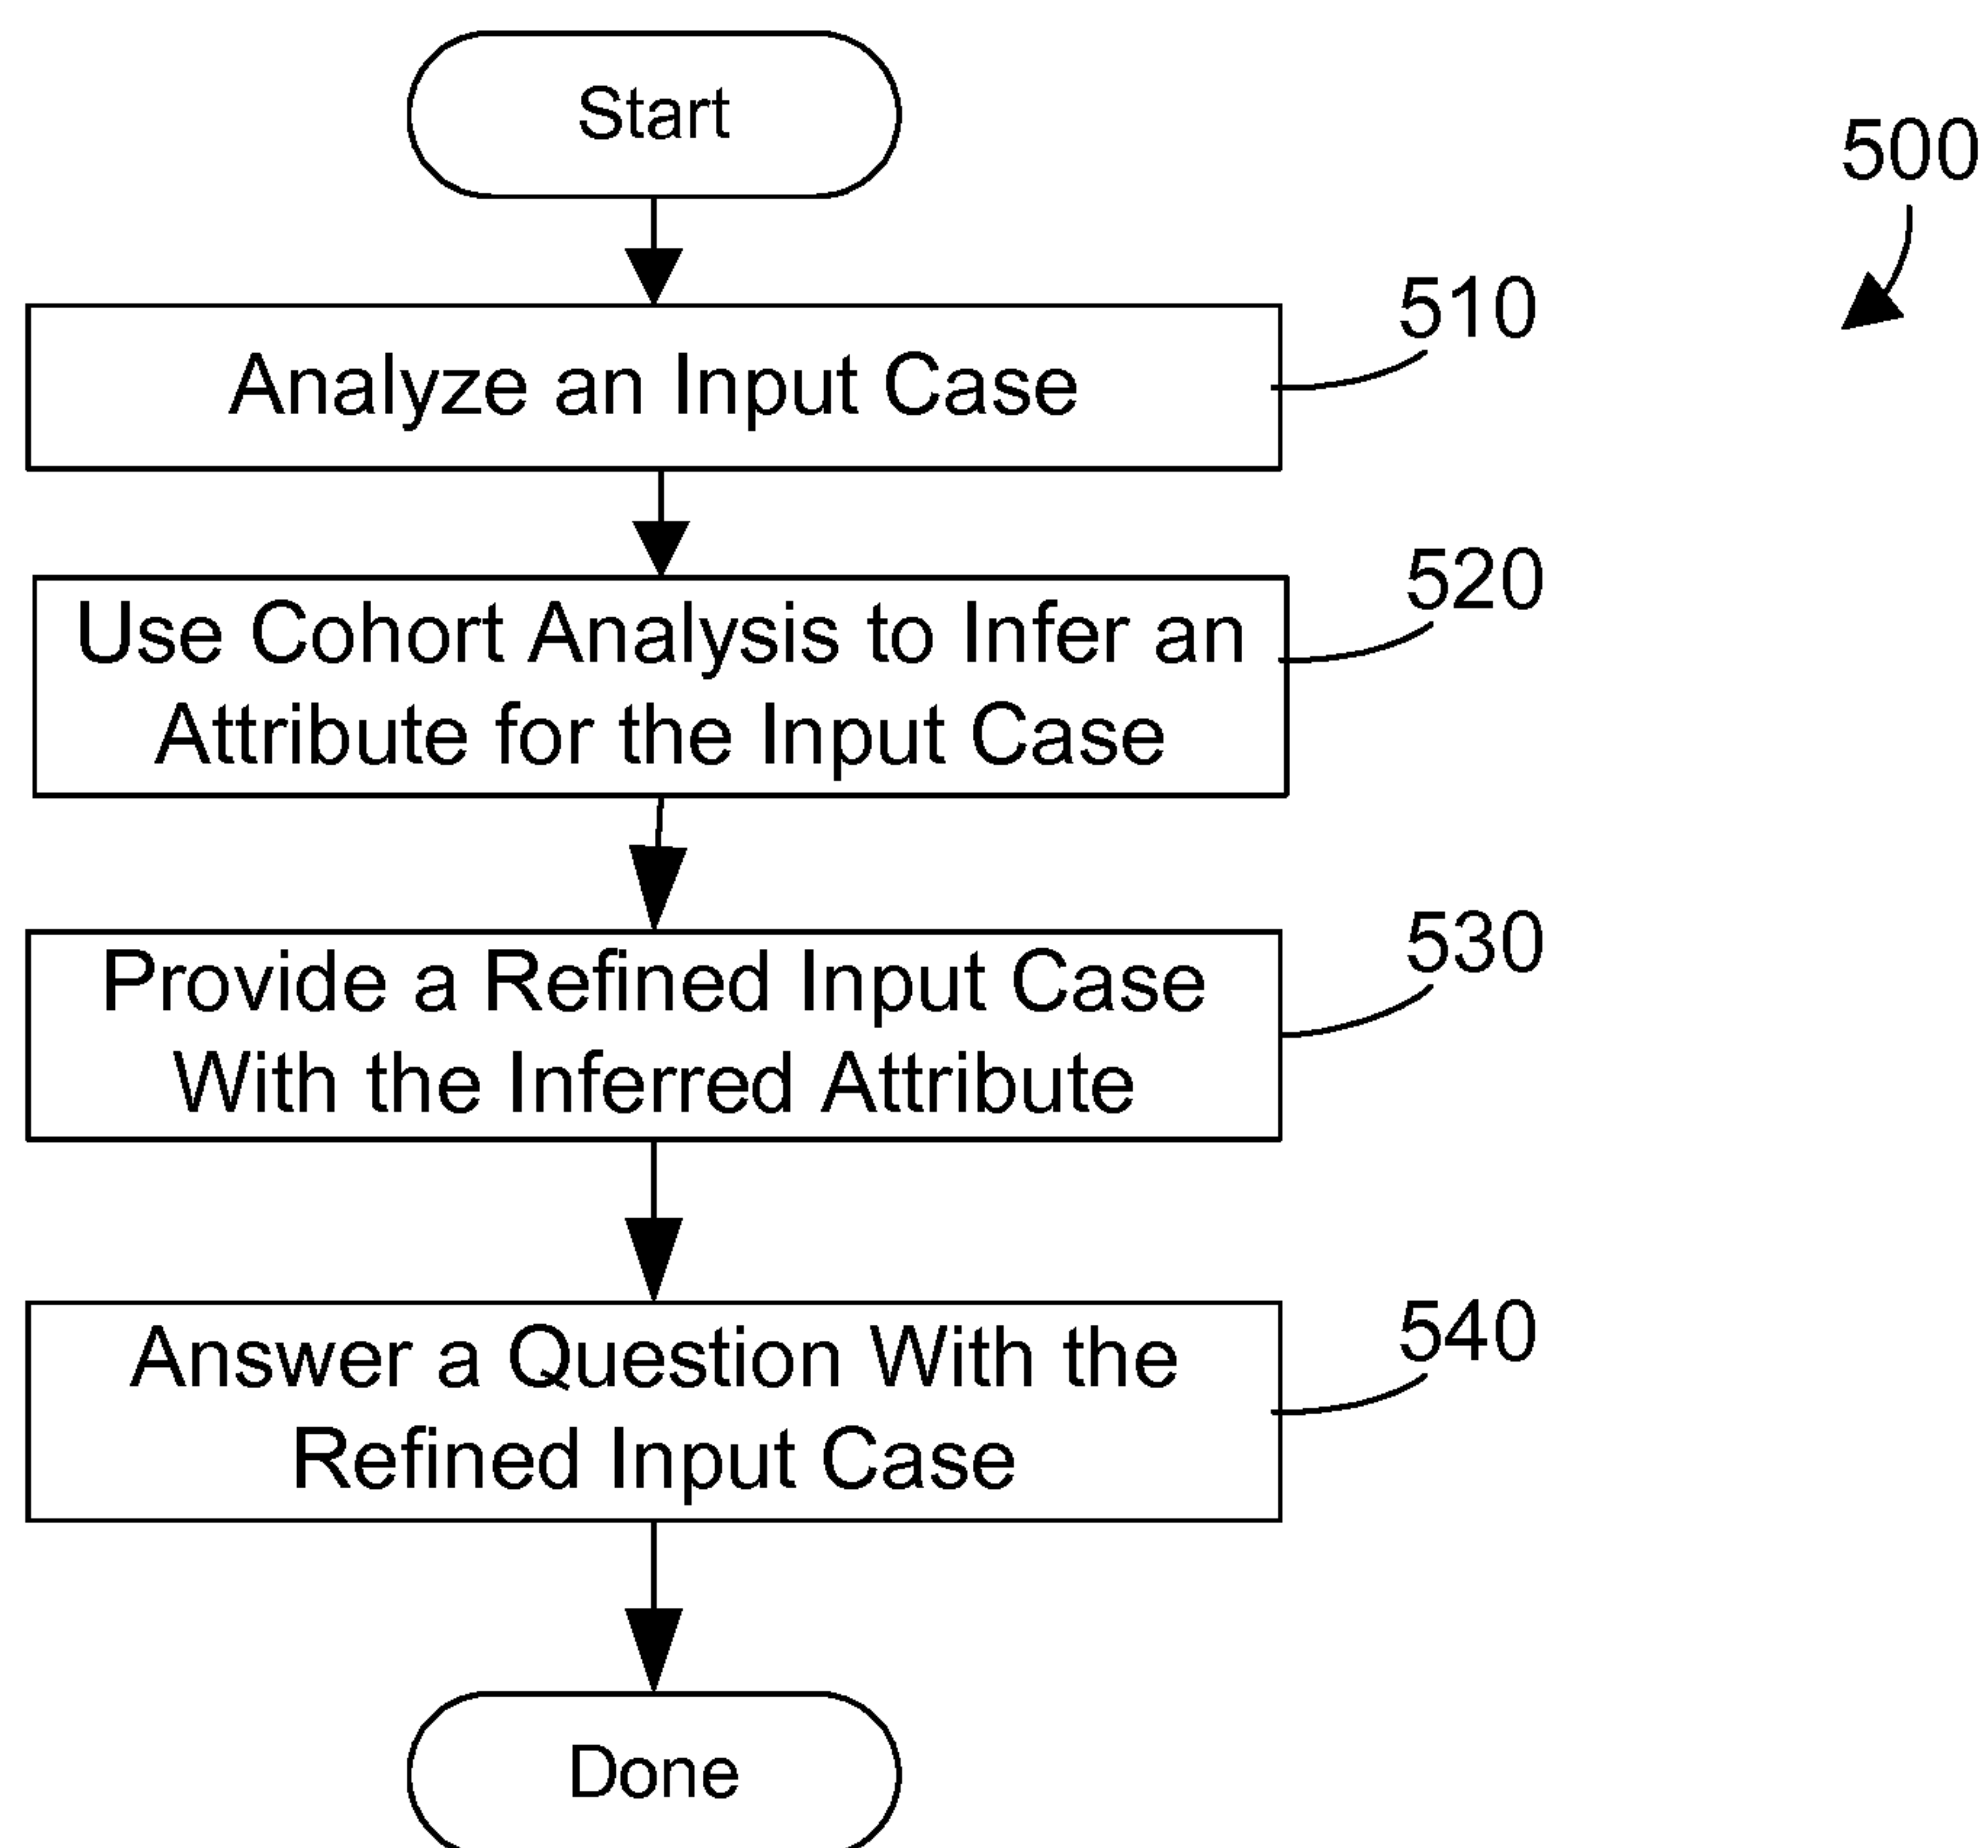 Start
500
510
Analyze an Input Case
520
Use Cohort Analysis to Infer an
Attribute for the Input Case
530
Provide a Refined Input Case
With the Inferred Attribute
540
Answer a Question With the
Refined Input Case
Done